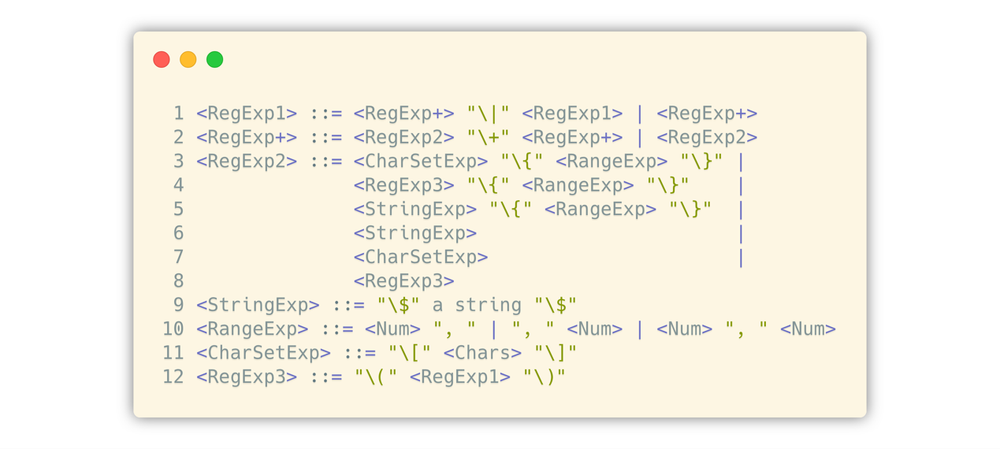 1 <RegExp1> ::= <RegExp+> "\|" <RegExp1> | <RegExp+>
2 <RegExp+> ::= <RegExp2> "\+" <RegExp+> | <RegExp2>
3 <RegExp2> ::= <CharSetExp> "\{" <RangeExp> "\}" |
4               <RegExp3> "\{" <RangeExp> "\}"    |
5               <StringExp> "\{" <RangeExp> "\}"  |
6               <StringExp>                       |
7               <CharSetExp>                      |
8               <RegExp3>
9 <StringExp> ::= "\$" a string "\$"
10 <RangeExp> ::= <Num> ", " | ", " <Num> | <Num> ", " <Num>
11 <CharSetExp> ::= "\[" <Chars> "\]"
12 <RegExp3> ::= "\(" <RegExp1> "\)"